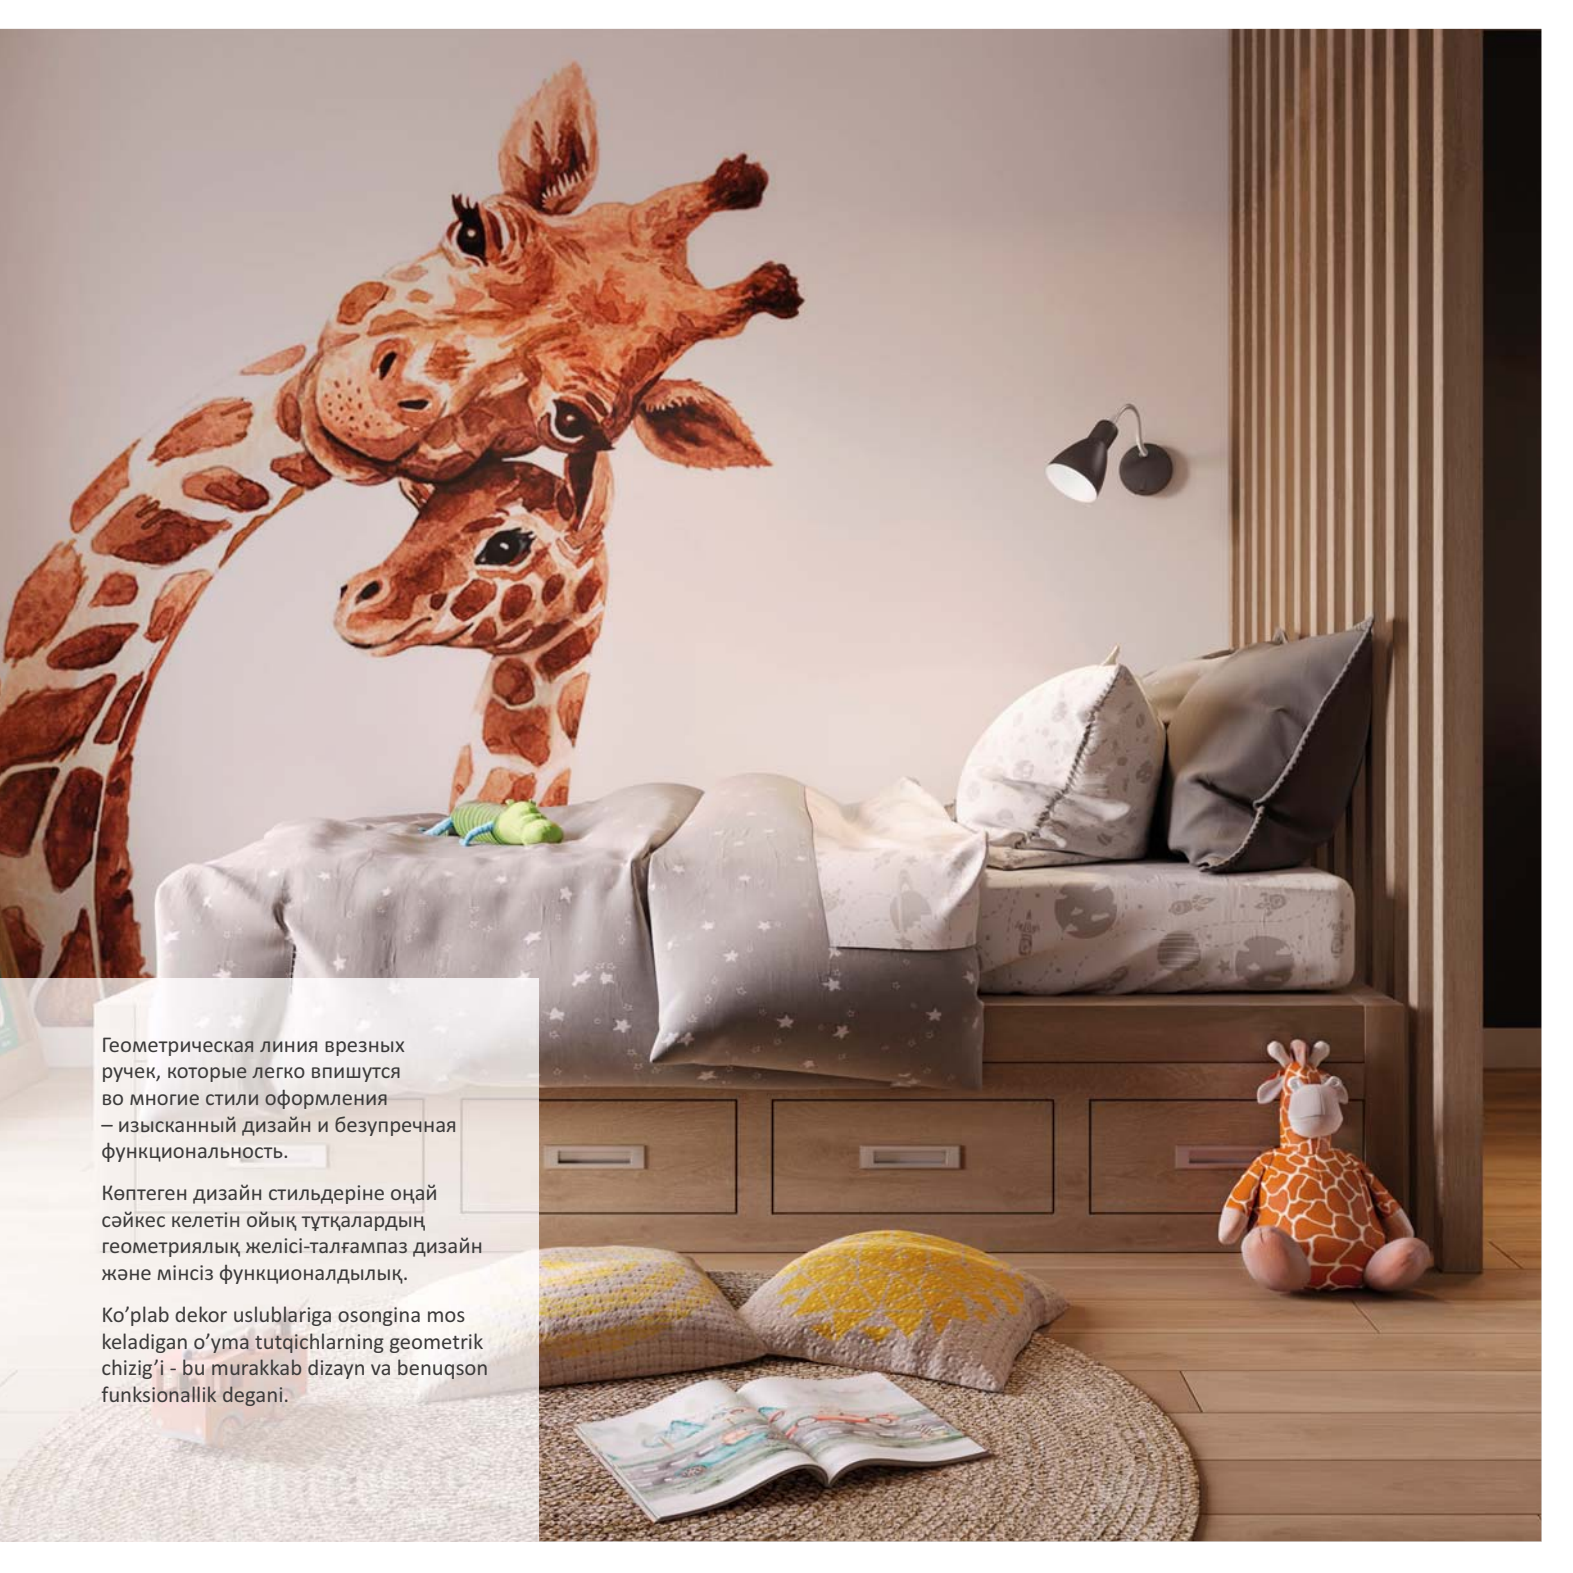 Геометрическая линия врезных
ручек, которые легко впишутся
во многие стили оформления
– изысканный дизайн и безупречная
функциональность.
Көптеген дизайн стильдеріне оңай
сәйкес келетін ойық тұтқалардың
геометриялық желісі-талғампаз дизайн
және мінсіз функционалдылық.
Ko’plab dekor uslublariga osongina mos
keladigan o’yma tutqichlarning geometrik
chizig’i - bu murakkab dizayn va benuqson
funksionallik degani.